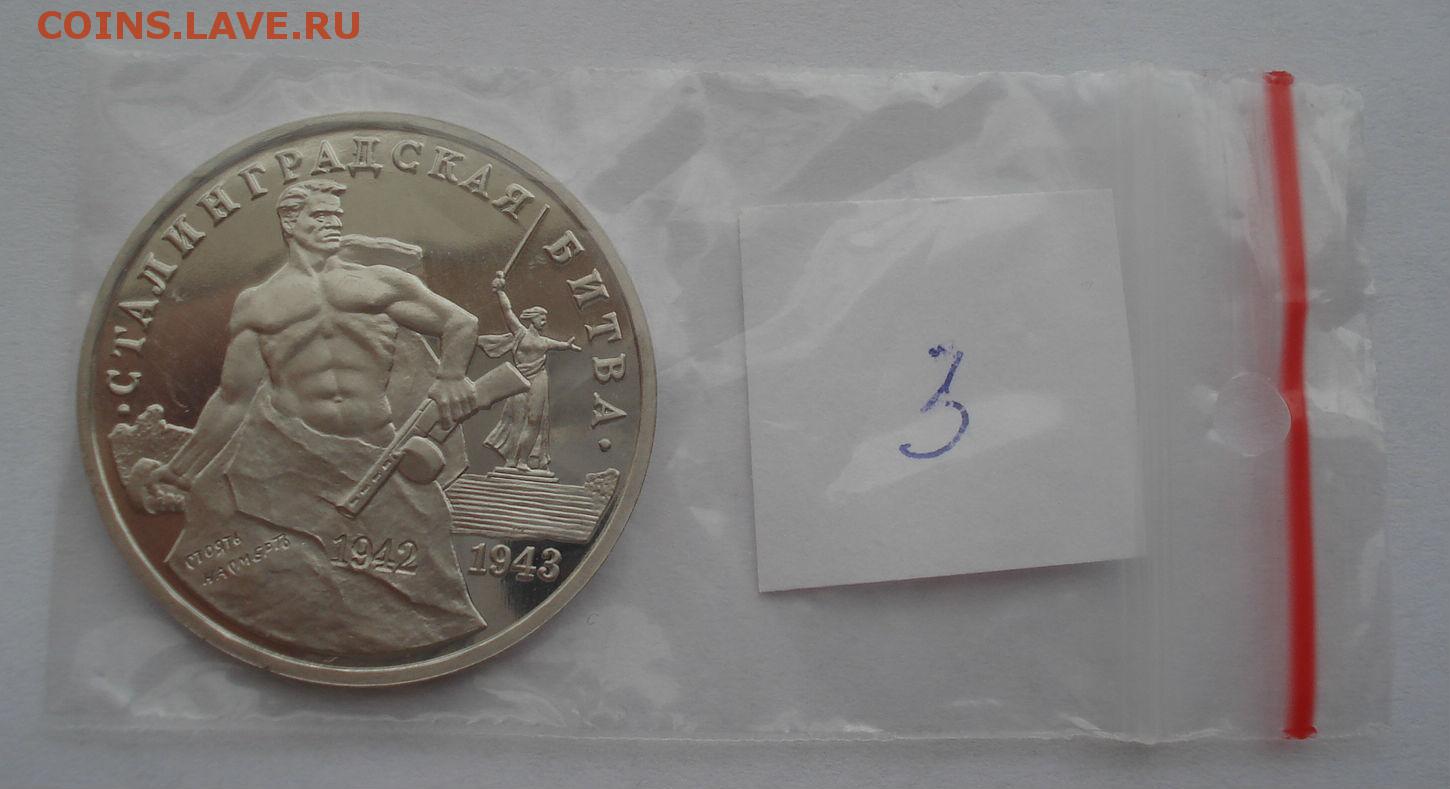 COINS.LAVE.RU
•СТАЛИНГРАДСКАЯ БИТВА•
СТОЯТЬ
НАСМЕРТЬ
1942 1943
3